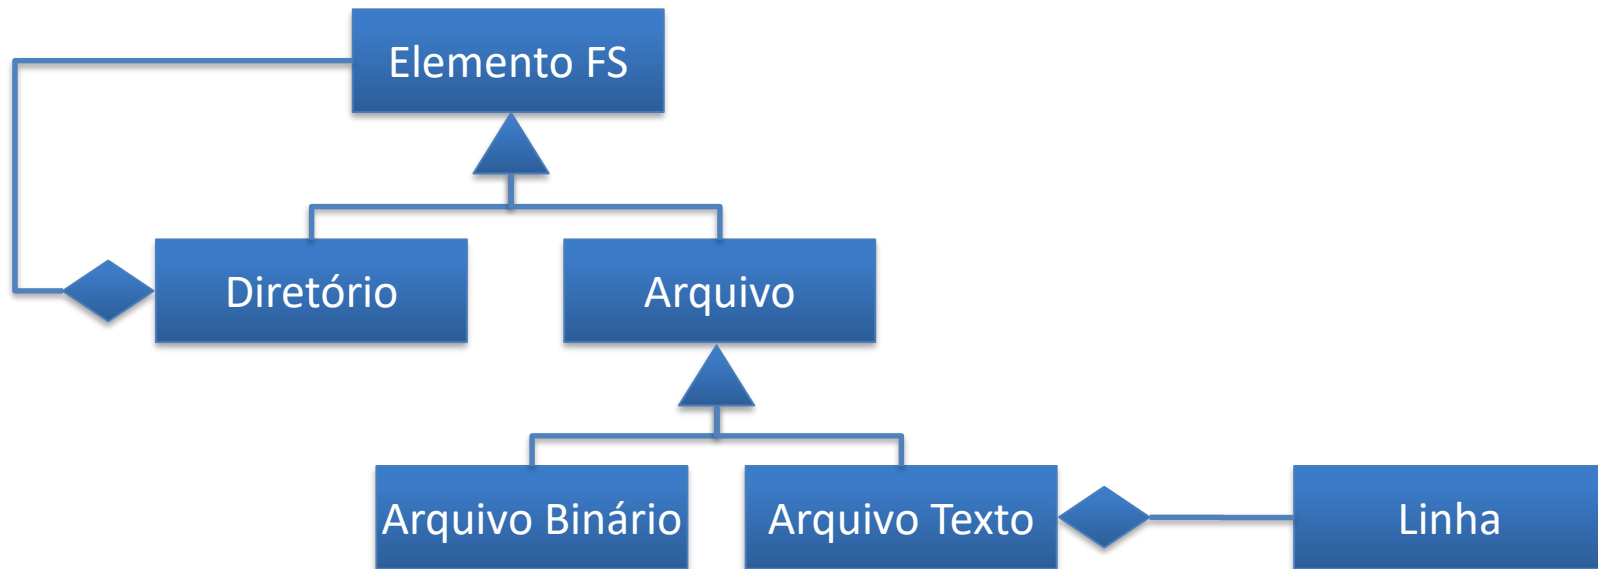 Elemento FS
Diretório
Arquivo
Arquivo Binário
Arquivo Texto
Linha